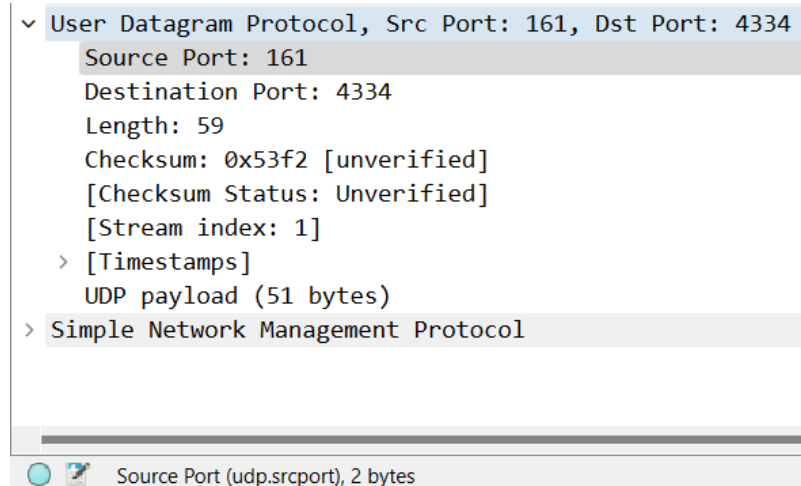 User Datagram Protocol, Src Port: 161, Dst Port: 4334
Source Port: 161
Destination Port: 4334
Length: 59
Checksum: 0x53f2 [unverified]
[Checksum Status: Unverified]
[Stream index: 1]
[Timestamps]
UDP payload (51 bytes)
Simple Network Management Protocol
Source Port (udp.srcport), 2 bytes